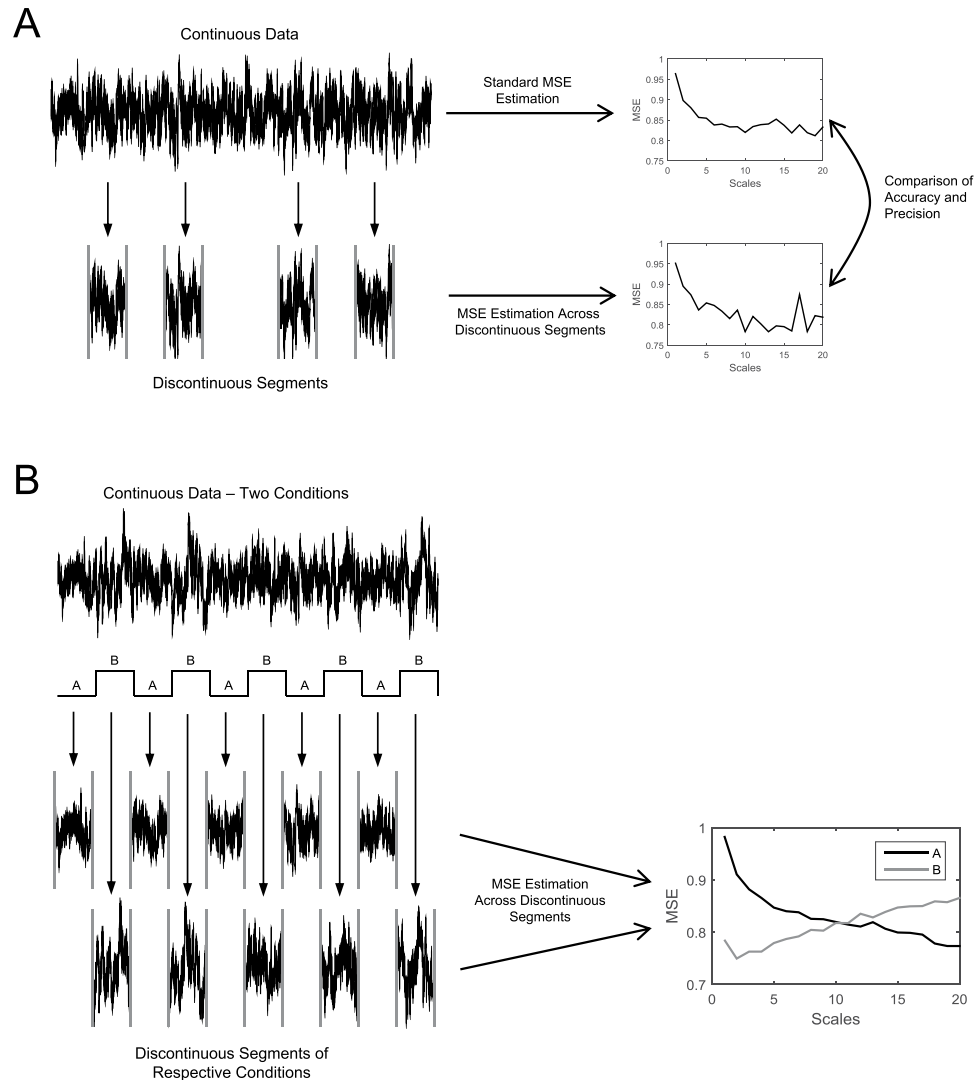 A
Continuous Data
Standard MSE
Estimation
1
0.95
0.9
0.85
0.8
0.75
MSE
0 5 10 15 20
Scales
Comparison of
Accuracy and
Precision
MSE Estimation Across
Discontinuous Segments
1
0.95
0.9
0.85
0.8
0.75
MSE
0 5 10 15 20
Scales
Discontinuous Segments
B
Continuous Data – Two Conditions
B B B B B
A A A A A
MSE Estimation
Across Discontinuous
Segments
1
0.9
0.8
0.7
MSE
A
B
0 5 10 15 20
Scales
Discontinuous Segments of
Respective Conditions